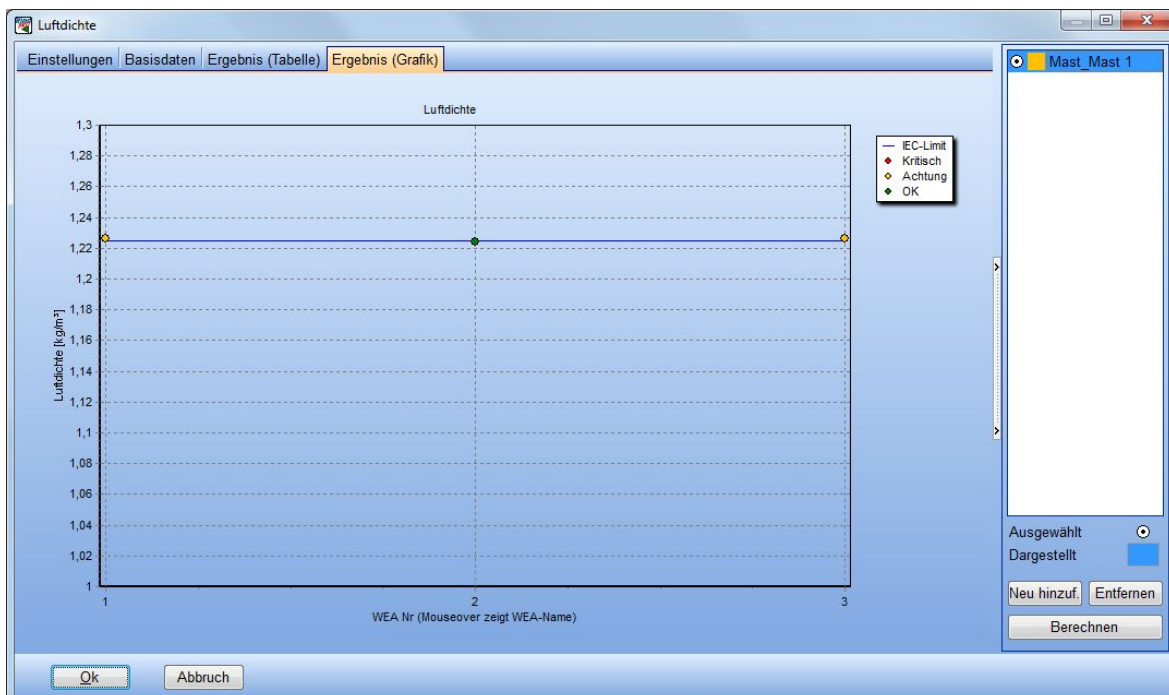 Luftdichte
Einstellungen
Basisdaten
Ergebnis (Tabelle)
Ergebnis (Grafik)
Luftdichte
1,3
1,28
1,26
1,24
1,22
1,2
1,18
1,16
1,14
1,12
1,1
1,08
1,06
1,04
1,02
1
Luftdichte [kg/m³]
1
2
3
WEA Nr (Mouseover zeigt WEA-Name)
IEC-Limit
Kritisch
Achtung
OK
Mast_Mast 1
Ausgewählt
Dargestellt
Neu hinzuf.
Entfernen
Berechnen
Ok
Abbruch